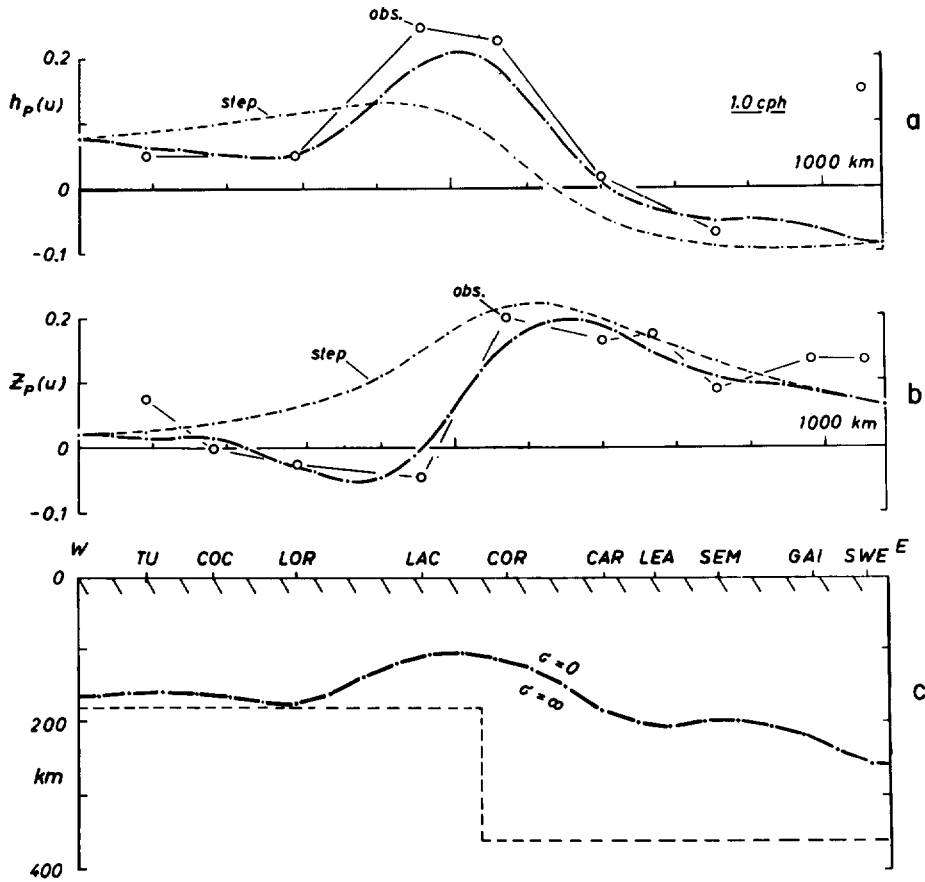 obs.
0.2
h_p(u)
step
1.0 cph
a
1000 km
0
-0.1
obs.
0.2
step
z_p(u)
b
1000 km
0
-0.1
W TU COC LOR LAC COR CAR LEA SEM GAI SWE E
0
σ = 0
σ = ∞
c
200
km
400